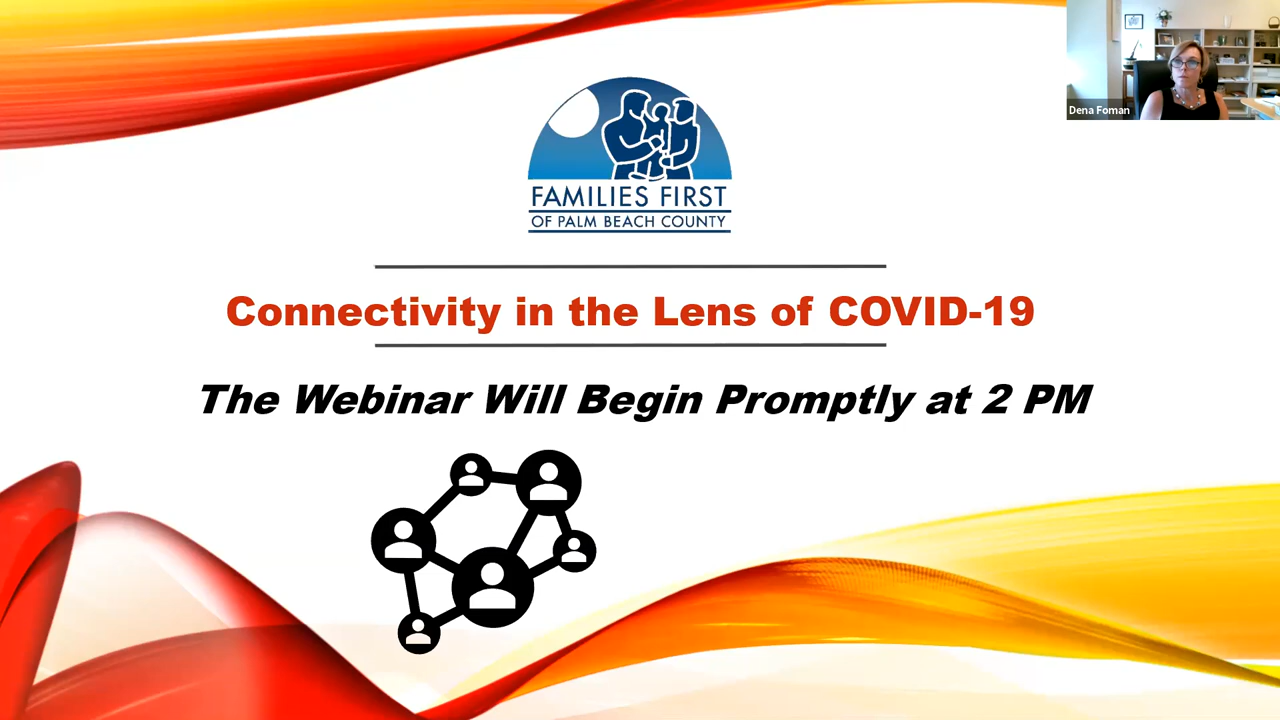 Dena Foman
FAMILIES FIRST
OF PALM BEACH COUNTY
Connectivity in the Lens of COVID-19
The Webinar Will Begin Promptly at 2 PM